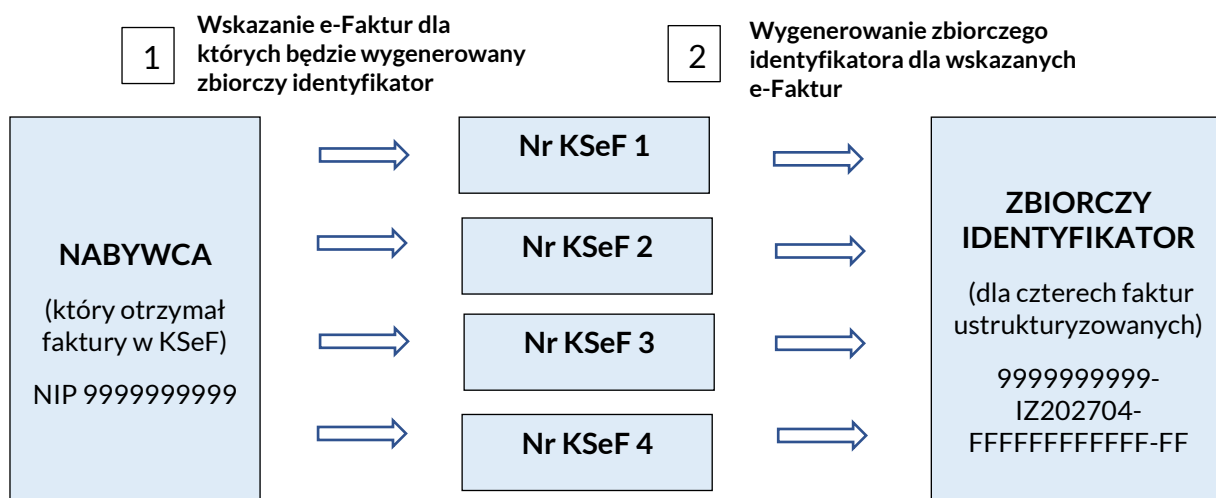 1
Wskazanie e-Faktur dla
których będzie wygenerowany
zbiorczy identyfikator
2
Wygenerowanie zbiorczego
identyfikatora dla wskazanych
e-Faktur
NABYWCA
(który otrzymał
faktury w KSeF)
NIP 9999999999
Nr KSeF 1
Nr KSeF 2
Nr KSeF 3
Nr KSeF 4
ZBIORCZY
IDENTYFIKATOR
(dla czterech faktur
ustrukturyzowanych)
9999999999-
IZ202704-
FFFFFFFFFFFF-FF